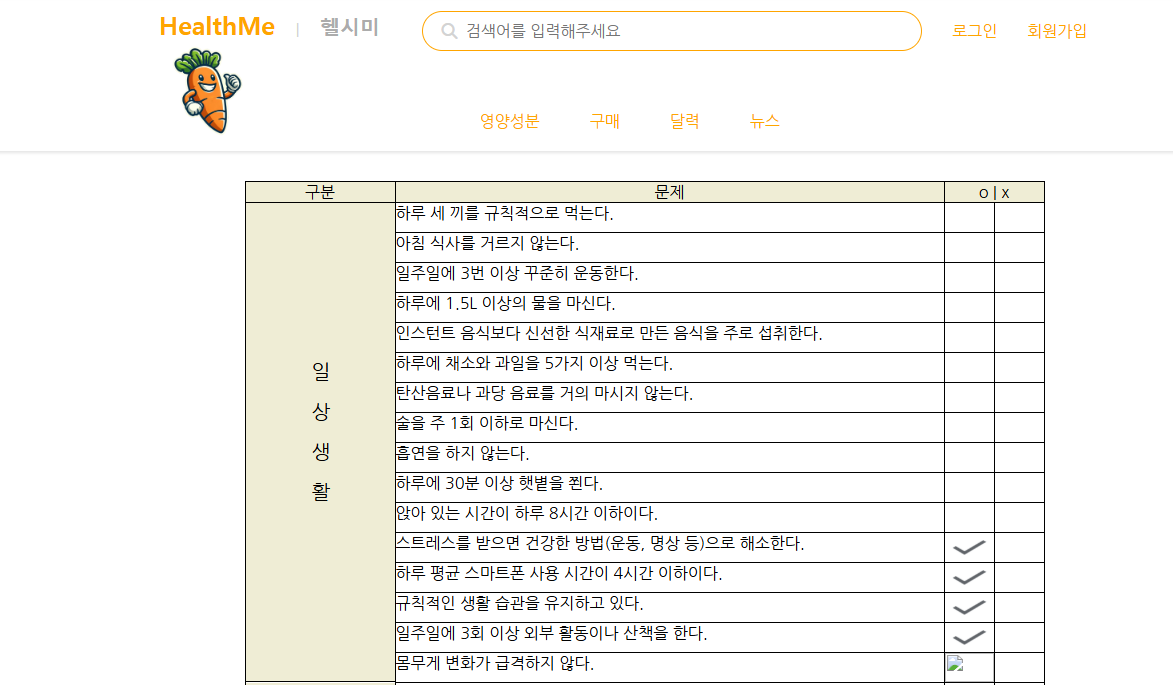 HealthMe | 헬시미
검색어를 입력해주세요
로그인 회원가입
영양성분 구매 달력 뉴스
구분 문제 o | x
일
상
생
활
하루 세 끼를 규칙적으로 먹는다.
아침 식사를 거르지 않는다.
일주일에 3번 이상 꾸준히 운동한다.
하루에 1.5L 이상의 물을 마신다.
인스턴트 음식보다 신선한 식재료로 만든 음식을 주로 섭취한다.
하루에 채소와 과일을 5가지 이상 먹는다.
탄산음료나 과당 음료를 거의 마시지 않는다.
술을 주 1회 이하로 마신다.
흡연을 하지 않는다.
하루에 30분 이상 햇볕을 쬔다.
앉아 있는 시간이 하루 8시간 이하이다.
스트레스를 받으면 건강한 방법(운동, 명상 등)으로 해소한다.
하루 평균 스마트폰 사용 시간이 4시간 이하이다.
규칙적인 생활 습관을 유지하고 있다.
일주일에 3회 이상 외부 활동이나 산책을 한다.
몸무게 변화가 급격하지 않다.